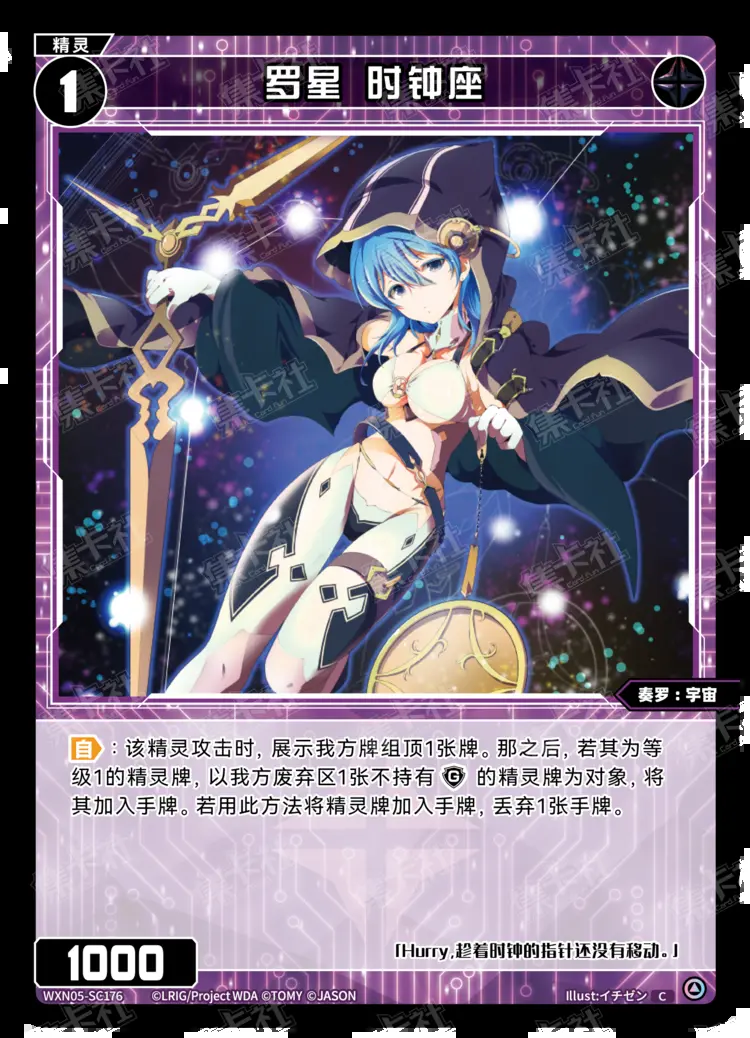 精灵
1
罗星 时钟座
奏罗：宇宙
自：该精灵攻击时，展示我方牌组顶1张牌。那之后，若其为等
级1的精灵牌，以我方废弃区1张不持有 G 的精灵牌为对象，将
其加入手牌。若用此方法将精灵牌加入手牌，丢弃1张手牌。
「Hurry,趁着时钟的指针还没有移动。」
1000
WXN05-SC176 ©LRIG/Project WDA ©TOMY ©JASON
Illust:イチゼン C
集卡社